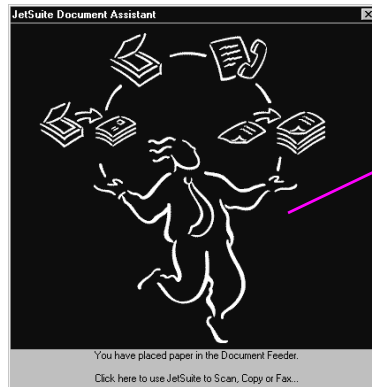 JetSuite Document Assistant
You have placed paper in the Document Feeder.
Click here to use JetSuite to Scan, Copy or Fax...